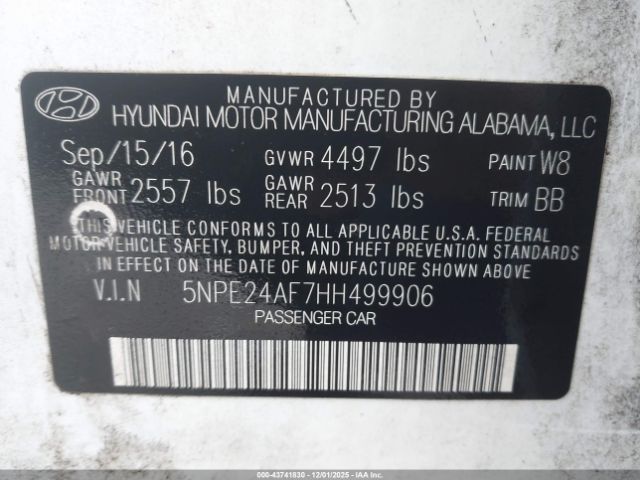 MANUFACTURED BY
HYUNDAI MOTOR MANUFACTURING ALABAMA, LLC
Sep/15/16 GVWR 4497 lbs PAINT W8
GAWR FRONT 2557 lbs GAWR REAR 2513 lbs TRIM BB
THIS VEHICLE CONFORMS TO ALL APPLICABLE U.S.A. FEDERAL
MOTOR VEHICLE SAFETY, BUMPER, AND THEFT PREVENTION STANDARDS
IN EFFECT ON THE DATE OF MANUFACTURE SHOWN ABOVE
V.I.N 5NPE24AF7HH499906
PASSENGER CAR
000-43741830 - 12/01/2025 - IAAI.COM